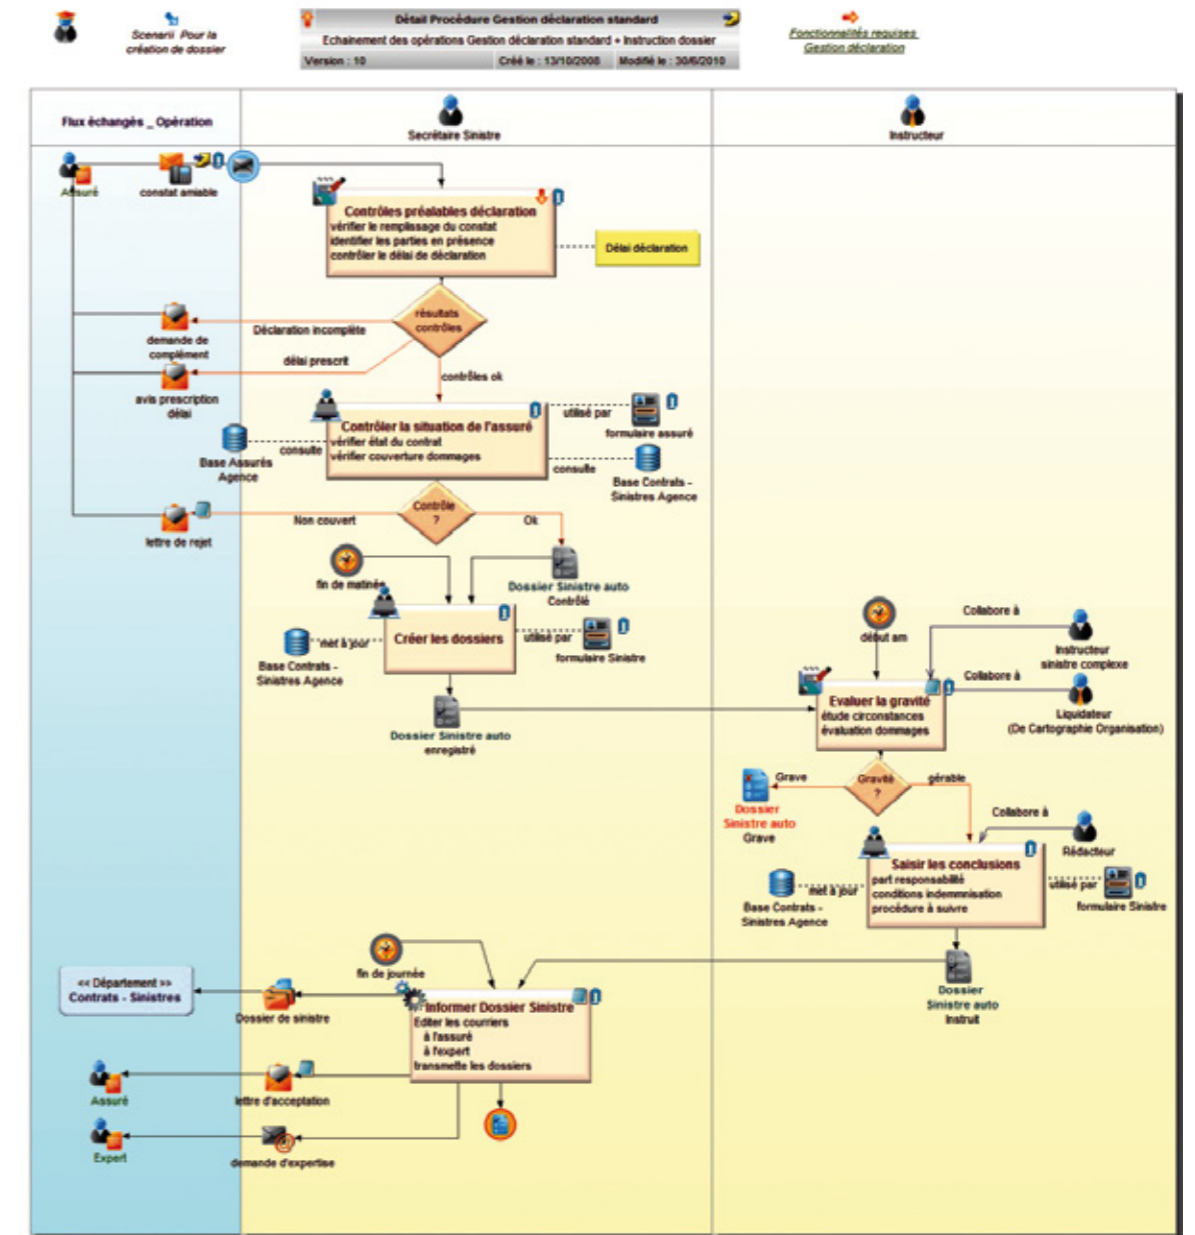 Scenarii Pour la
création de dossier
Détail Procédure Gestion déclaration standard
Echainement des opérations Gestion déclaration standard + Instruction dossier
Version : 10
Créé le : 13/10/2008
Modifié le : 30/6/2010
Fonctionnalités requises
Gestion déclaration
Flux échangés _ Opération
Secrétaire Sinistre
Instructeur
Assuré
constat amiable
Contrôles préalables déclaration
vérifier le remplissage du constat
identifier les parties en présence
contrôler le délai de déclaration
Délai déclaration
résultats
contrôles
Déclaration incomplète
demande de
complément
délai prescrit
contrôles ok
avis prescription
délai
Contrôler la situation de l'assuré
vérifier état du contrat
vérifier couverture dommages
utilisé par
formulaire assuré
consulte
Base Assurés
Agence
consulte
Base Contrats -
Sinistres Agence
Contrôle
?
Non couvert
Ok
lettre de rejet
fin de matinée
Dossier Sinistre auto
Contrôlé
Créer les dossiers
met à jour
Base Contrats -
Sinistres Agence
utilisé par
formulaire Sinistre
Dossier Sinistre auto
enregistré
début am
Collabore à
Instructeur
sinistre complexe
Collabore à
Liquidateur
(De Cartographie Organisation)
Evaluer la gravité
étude circonstances
évaluation dommages
Gravité
?
Grave
gérable
Dossier
Sinistre auto
Grave
Collabore à
Rédacteur
Saisir les conclusions
part responsabilité
conditions indemmnisation
procédure à suivre
met à jour
Base Contrats -
Sinistres Agence
utilisé par
formulaire Sinistre
Dossier
Sinistre auto
Instruit
fin de journée
<< Département >>
Contrats - Sinistres
Dossier de sinistre
Informer Dossier Sinistre
Editer les courriers
à l'assuré
à l'expert
transmette les dossiers
Assuré
lettre d'acceptation
Expert
demande d'expertise